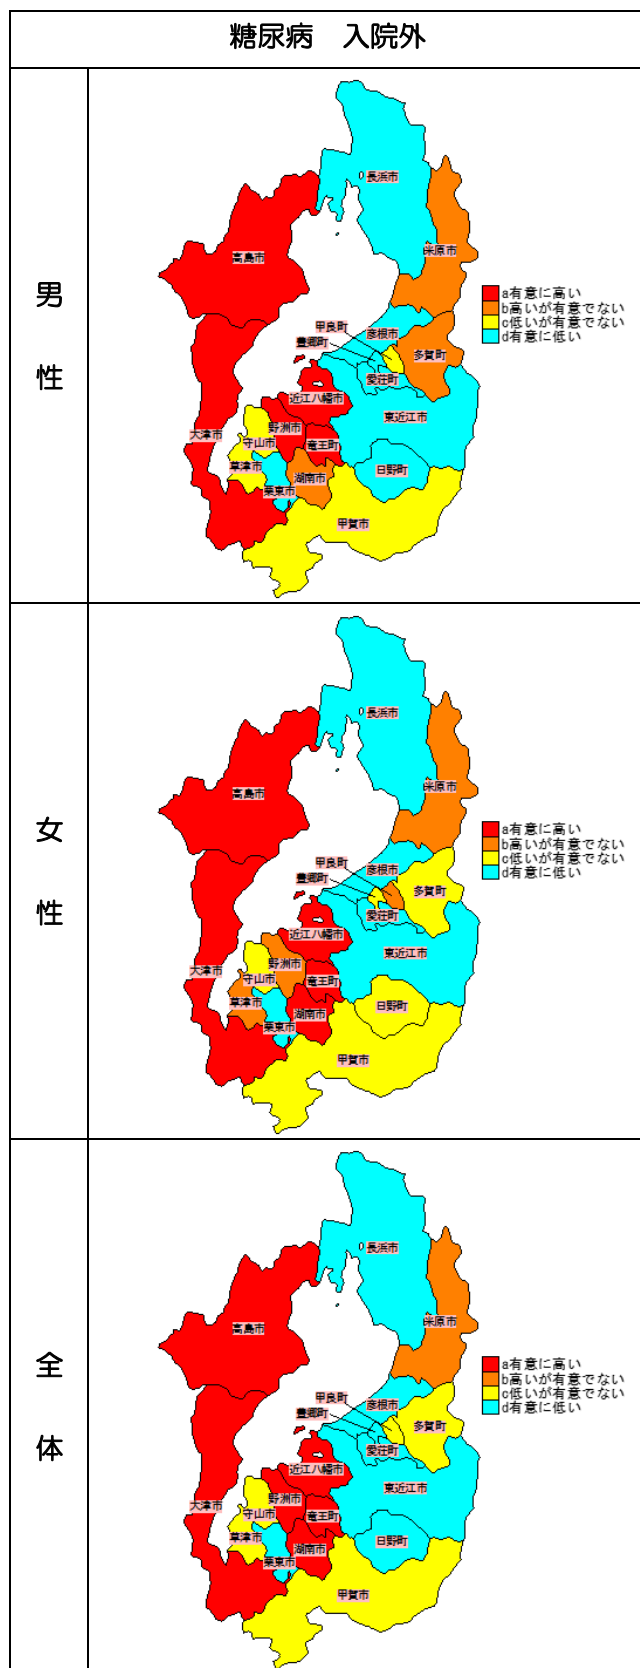 糖尿病　入院外
男性
長浜市
米原市
高島市
a有意に高い
b高いが有意でない
c低いが有意でない
d有意に低い
甲良町
彦根市
豊郷町
多賀町
愛荘町
近江八幡市
東近江市
大津市
野洲市
守山市
竜王町
草津市
日野町
湖南市
栗東市
甲賀市
女性
長浜市
米原市
高島市
a有意に高い
b高いが有意でない
c低いが有意でない
d有意に低い
甲良町
彦根市
豊郷町
多賀町
愛荘町
近江八幡市
東近江市
大津市
野洲市
守山市
竜王町
草津市
日野町
湖南市
栗東市
甲賀市
全体
長浜市
米原市
高島市
a有意に高い
b高いが有意でない
c低いが有意でない
d有意に低い
甲良町
彦根市
豊郷町
多賀町
愛荘町
近江八幡市
東近江市
大津市
野洲市
守山市
竜王町
草津市
日野町
湖南市
栗東市
甲賀市